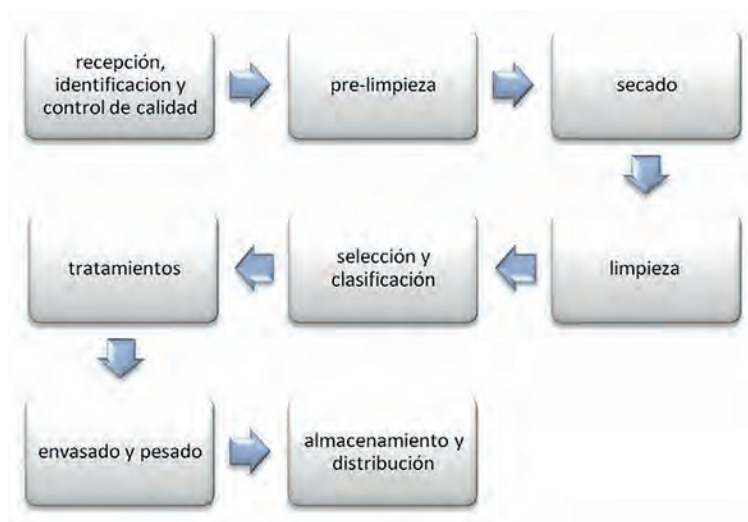 recepción,
identificacion y
control de calidad
pre-limpieza
secado
limpieza
selección y
clasificación
tratamientos
envasado y pesado
almacenamiento y
distribución